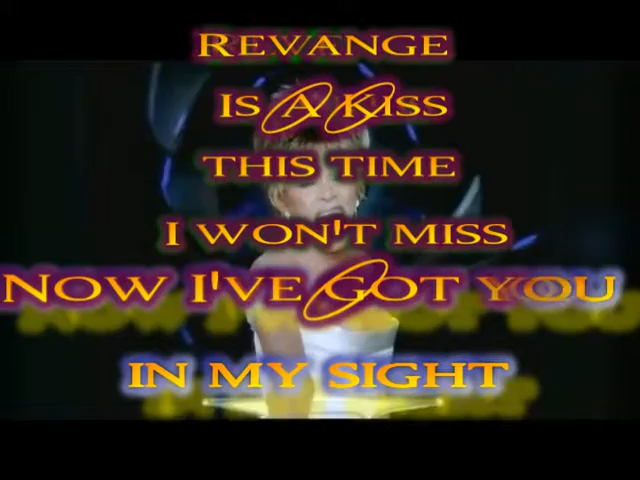 Revange
Is A Kiss
this time
I won't miss
Now I've Got You
in my sight